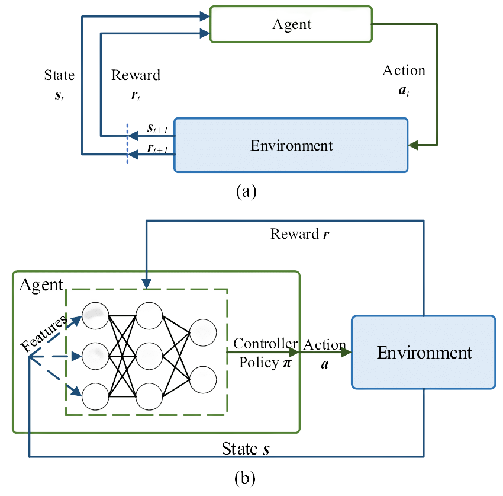 Agent
State
s_t
Reward
r_t
Action
a_t
s_{t+1}
r_{t+1}
Environment
(a)
Reward r
Agent
Features
Controller
Policy π
Action
a
Environment
State s
(b)